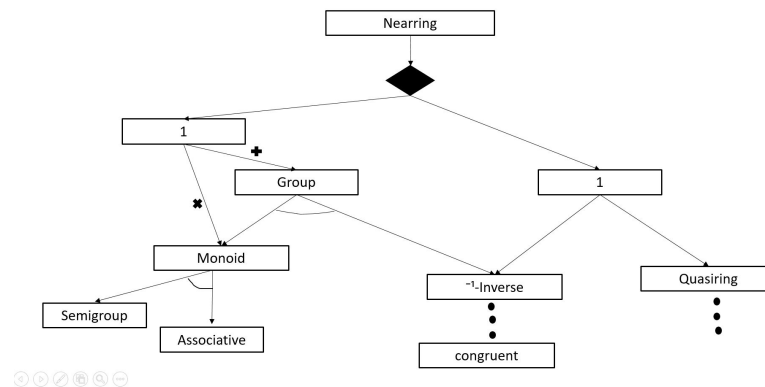 Nearring
1
Group
1
Monoid
⁻¹-Inverse
Quasiring
Semigroup
Associative
congruent